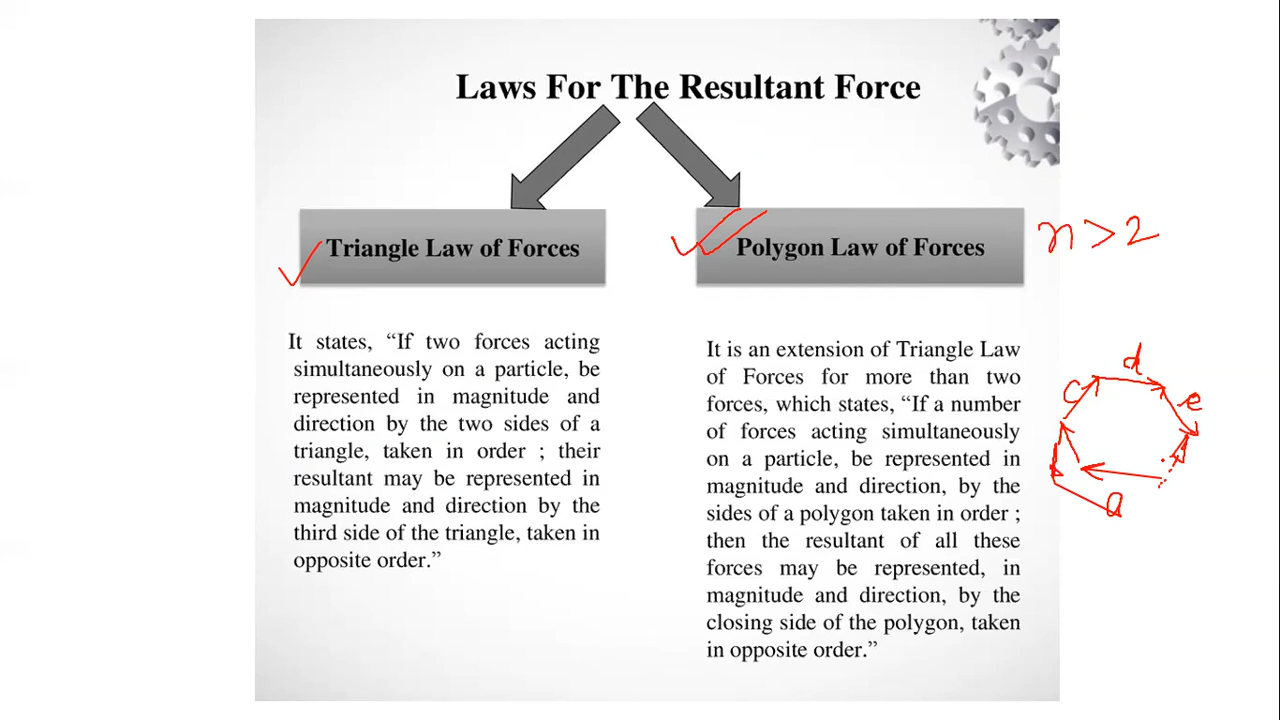 Laws For The Resultant Force
Triangle Law of Forces
Polygon Law of Forces
n > 2
It states, “If two forces acting
simultaneously on a particle, be
represented in magnitude and
direction by the two sides of a
triangle, taken in order ; their
resultant may be represented in
magnitude and direction by the
third side of the triangle, taken in
opposite order.”
It is an extension of Triangle Law
of Forces for more than two
forces, which states, “If a number
of forces acting simultaneously
on a particle, be represented in
magnitude and direction, by the
sides of a polygon taken in order ;
then the resultant of all these
forces may be represented, in
magnitude and direction, by the
closing side of the polygon, taken
in opposite order.”
d
c
e
a